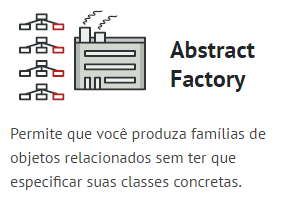 Abstract
Factory
Permite que você produza famílias de
objetos relacionados sem ter que
especificar suas classes concretas.